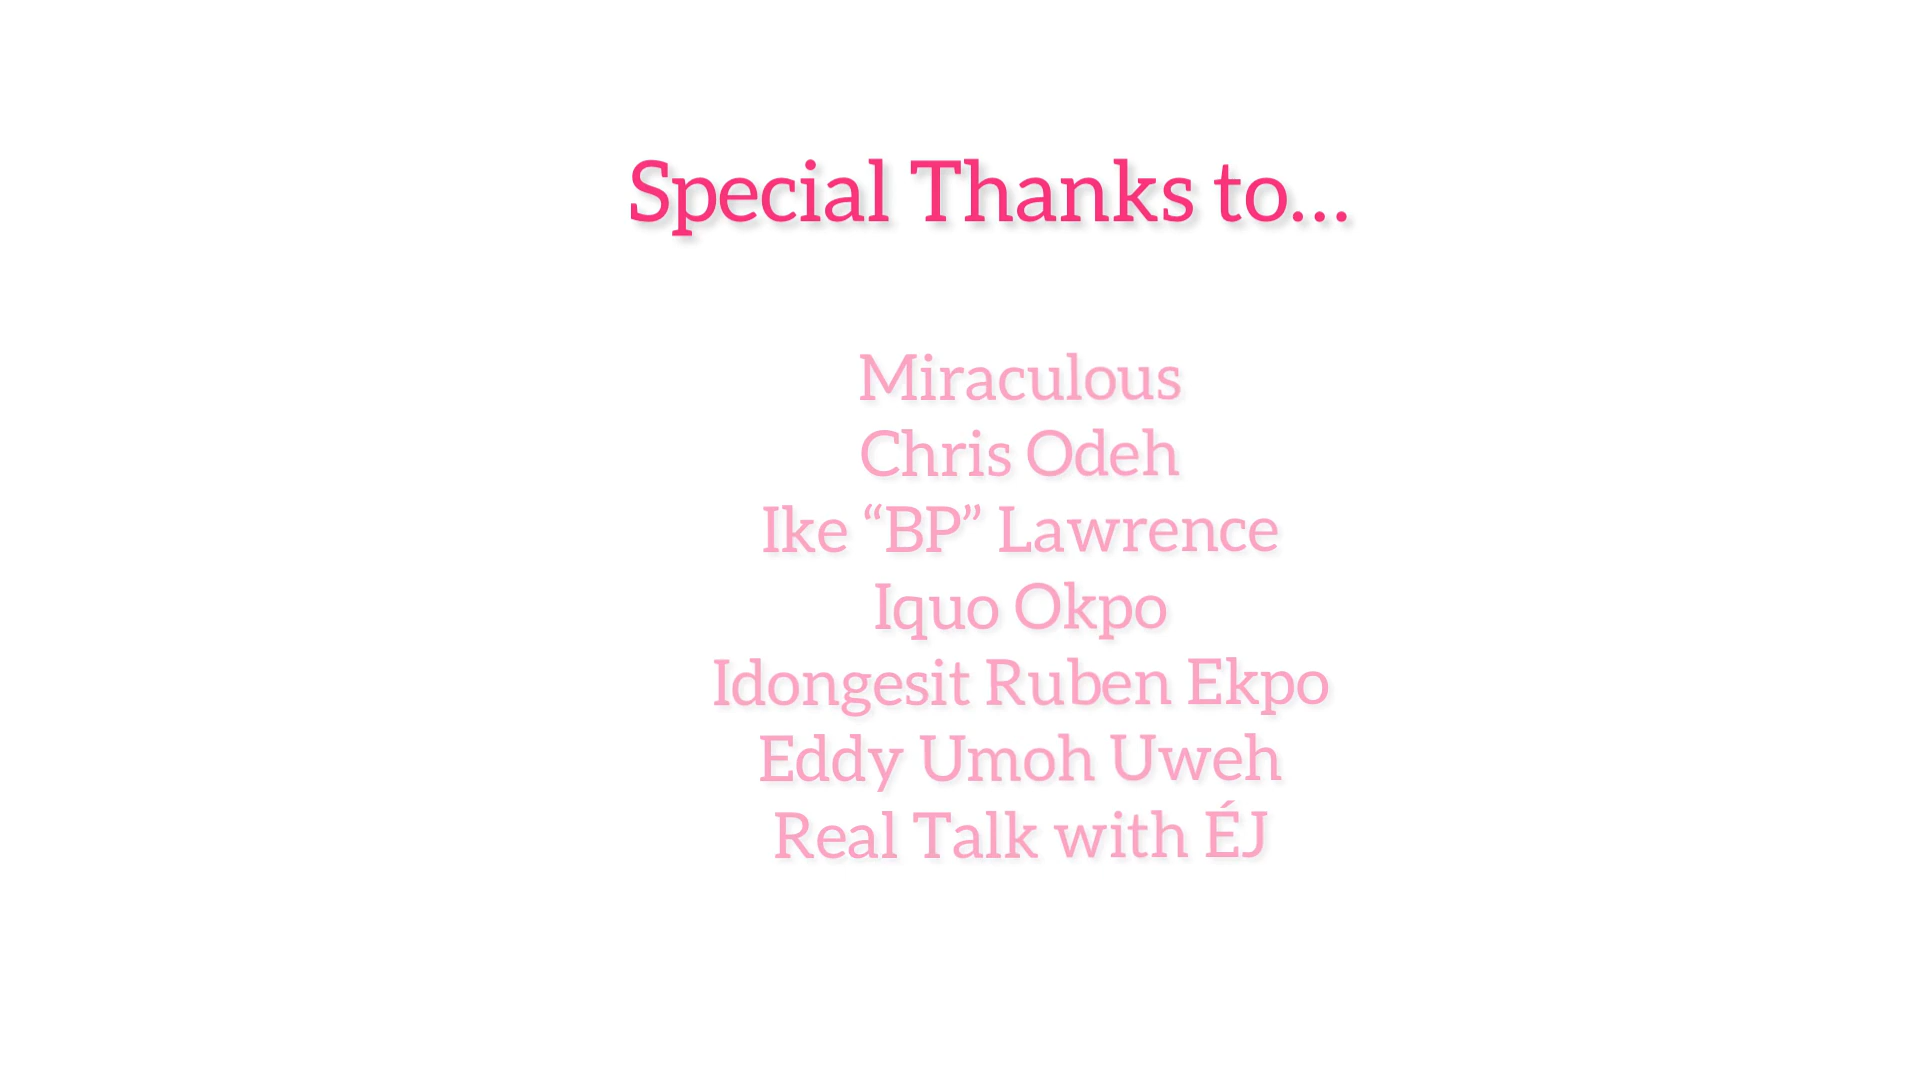 Special Thanks to...
Miraculous
Chris Odeh
Ike “BP” Lawrence
Iquo Okpo
Idongesit Ruben Ekpo
Eddy Umoh Uweh
Real Talk with ÉJ